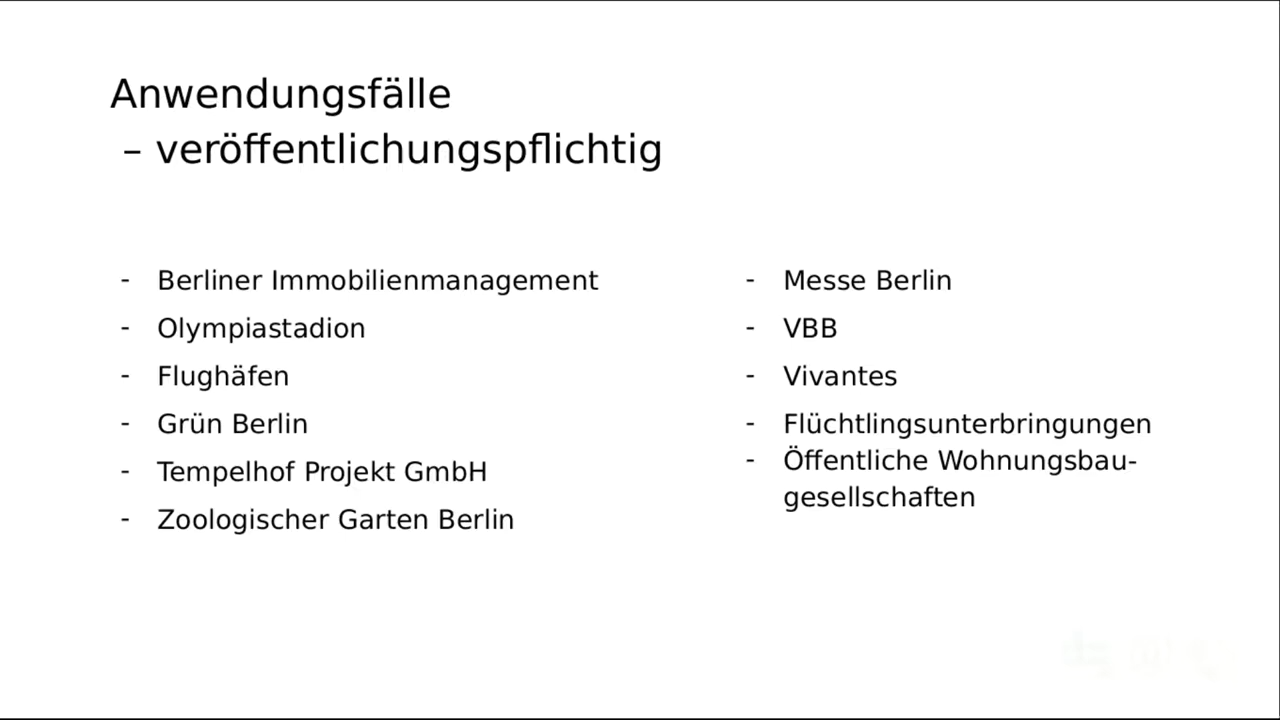 Anwendungsfälle
– veröffentlichungspflichtig
- Berliner Immobilienmanagement
- Olympiastadion
- Flughäfen
- Grün Berlin
- Tempelhof Projekt GmbH
- Zoologischer Garten Berlin
- Messe Berlin
- VBB
- Vivantes
- Flüchtlingsunterbringungen
- Öffentliche Wohnungsbau-
gesellschaften